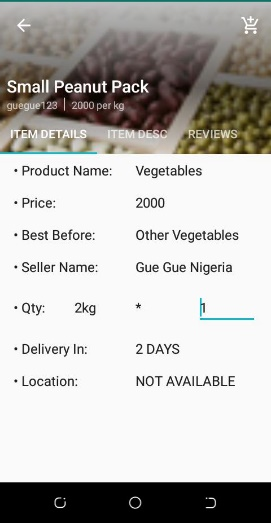 Small Peanut Pack
guegue123 | 2000 per kg
ITEM DETAILS ITEM DESC REVIEWS
• Product Name: Vegetables
• Price: 2000
• Best Before: Other Vegetables
• Seller Name: Gue Gue Nigeria
• Qty: 2kg * 1
• Delivery In: 2 DAYS
• Location: NOT AVAILABLE